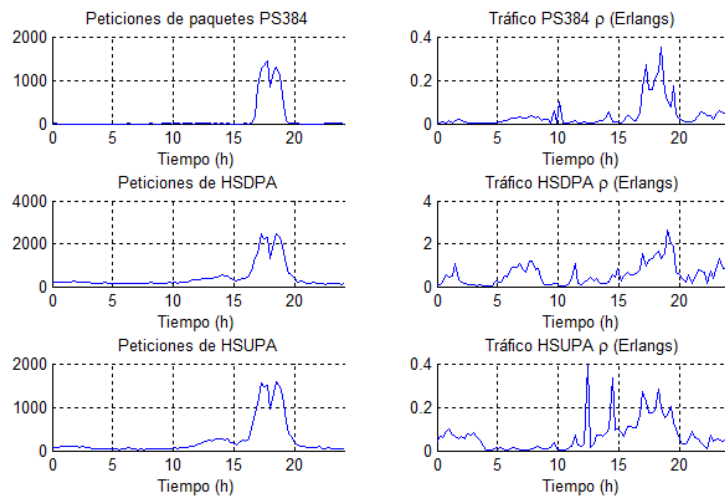 Peticiones de paquetes PS384
2000
1000
0
0 5 10 15 20
Tiempo (h)
Tráfico PS384 ρ (Erlangs)
0.4
0.2
0
0 5 10 15 20
Tiempo (h)
Peticiones de HSDPA
4000
2000
0
0 5 10 15 20
Tiempo (h)
Tráfico HSDPA ρ (Erlangs)
4
2
0
0 5 10 15 20
Tiempo (h)
Peticiones de HSUPA
2000
1000
0
0 5 10 15 20
Tiempo (h)
Tráfico HSUPA ρ (Erlangs)
0.4
0.2
0
0 5 10 15 20
Tiempo (h)